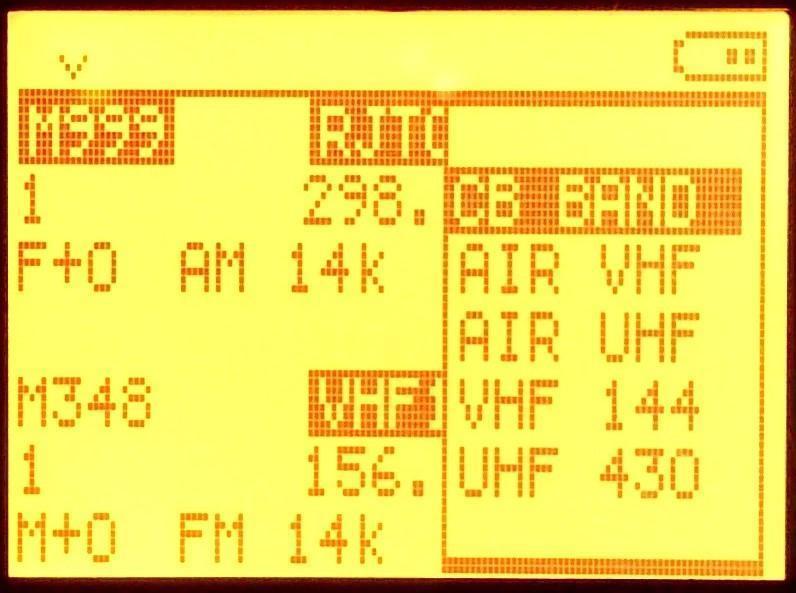 M999
1 298.
F+0 AM 14K
M348
1 156.
M+0 FM 14K
CB BAND
AIR VHF
AIR UHF
VHF 144
UHF 430